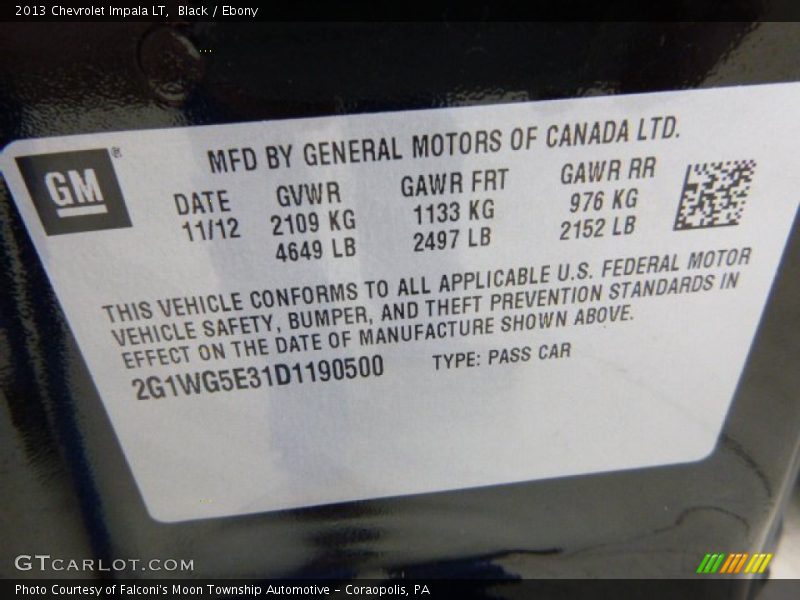 2013 Chevrolet Impala LT, Black / Ebony
GM ®
MFD BY GENERAL MOTORS OF CANADA LTD.
DATE GVWR GAWR FRT GAWR RR
11/12 2109 KG 1133 KG 976 KG
4649 LB 2497 LB 2152 LB
THIS VEHICLE CONFORMS TO ALL APPLICABLE U.S. FEDERAL MOTOR
VEHICLE SAFETY, BUMPER, AND THEFT PREVENTION STANDARDS IN
EFFECT ON THE DATE OF MANUFACTURE SHOWN ABOVE.
2G1WG5E31D1190500 TYPE: PASS CAR
GTCARLOT.COM
Photo Courtesy of Falconi's Moon Township Automotive - Coraopolis, PA